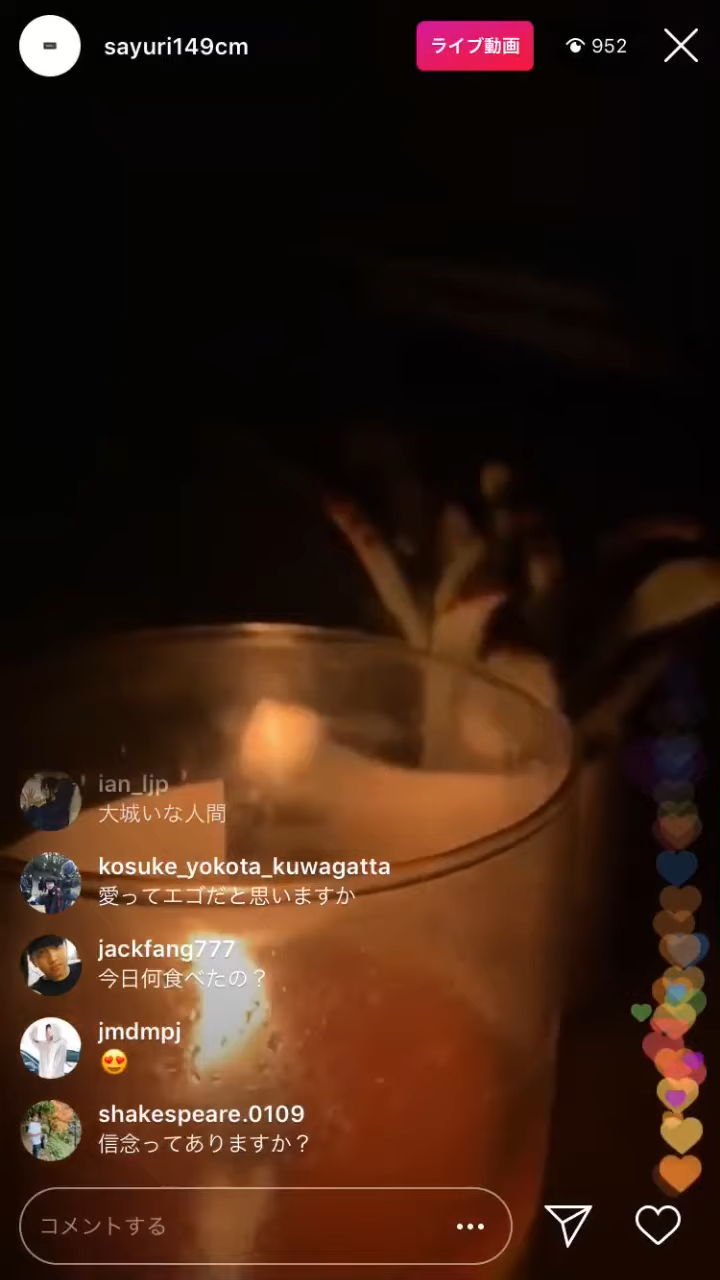 sayuri149cm
ライブ動画
952
ian_ljp
大城いな人間
kosuke_yokota_kuwagatta
愛ってエゴだと思いますか
jackfang777
今日何食べたの？
jmdmpj
😍
shakespeare.0109
信念ってありますか？
コメントする